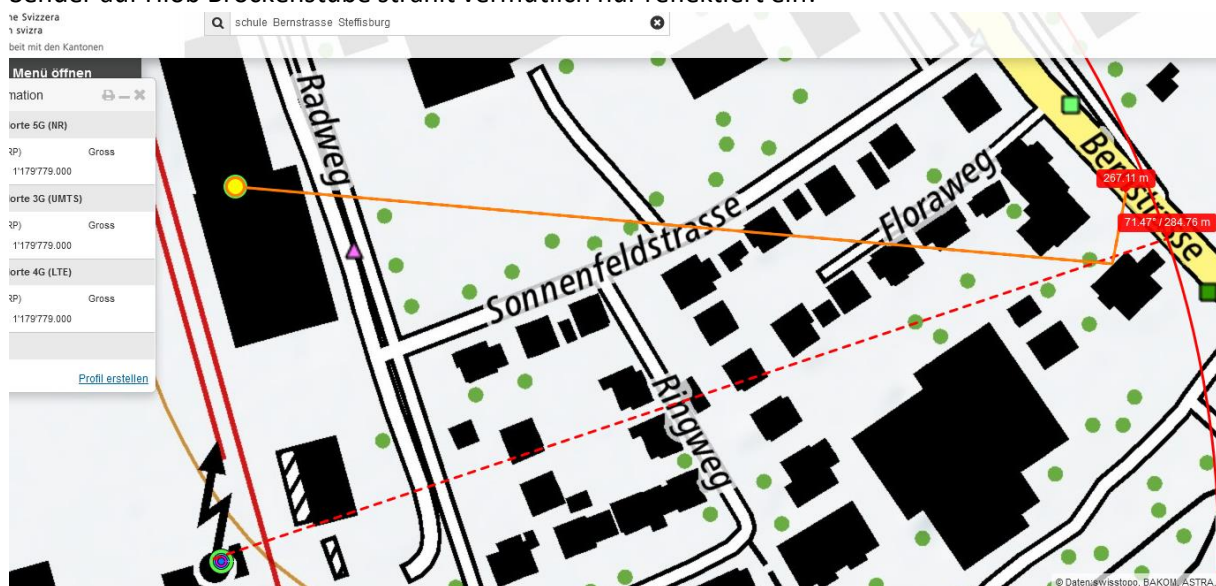 Sender auf Hiob Brockenstube strahlt vermutlich nur reflektiert ein.
ne Svizzera
n svizra
beit mit den Kantonen
schule Bernstrasse Steffisburg
Menü öffnen
mation
orte 5G (NR)
RP) Gross
1'179'779.000
orte 3G (UMTS)
RP) Gross
1'179'779.000
orte 4G (LTE)
RP) Gross
1'179'779.000
Profil erstellen
Radweg
Sonnenfeldstrasse
Floraweg
Ringweg
Bernstrasse
267.11 m
71.47° / 284.76 m
© Daten:swisstopo, BAKOM, ASTRA